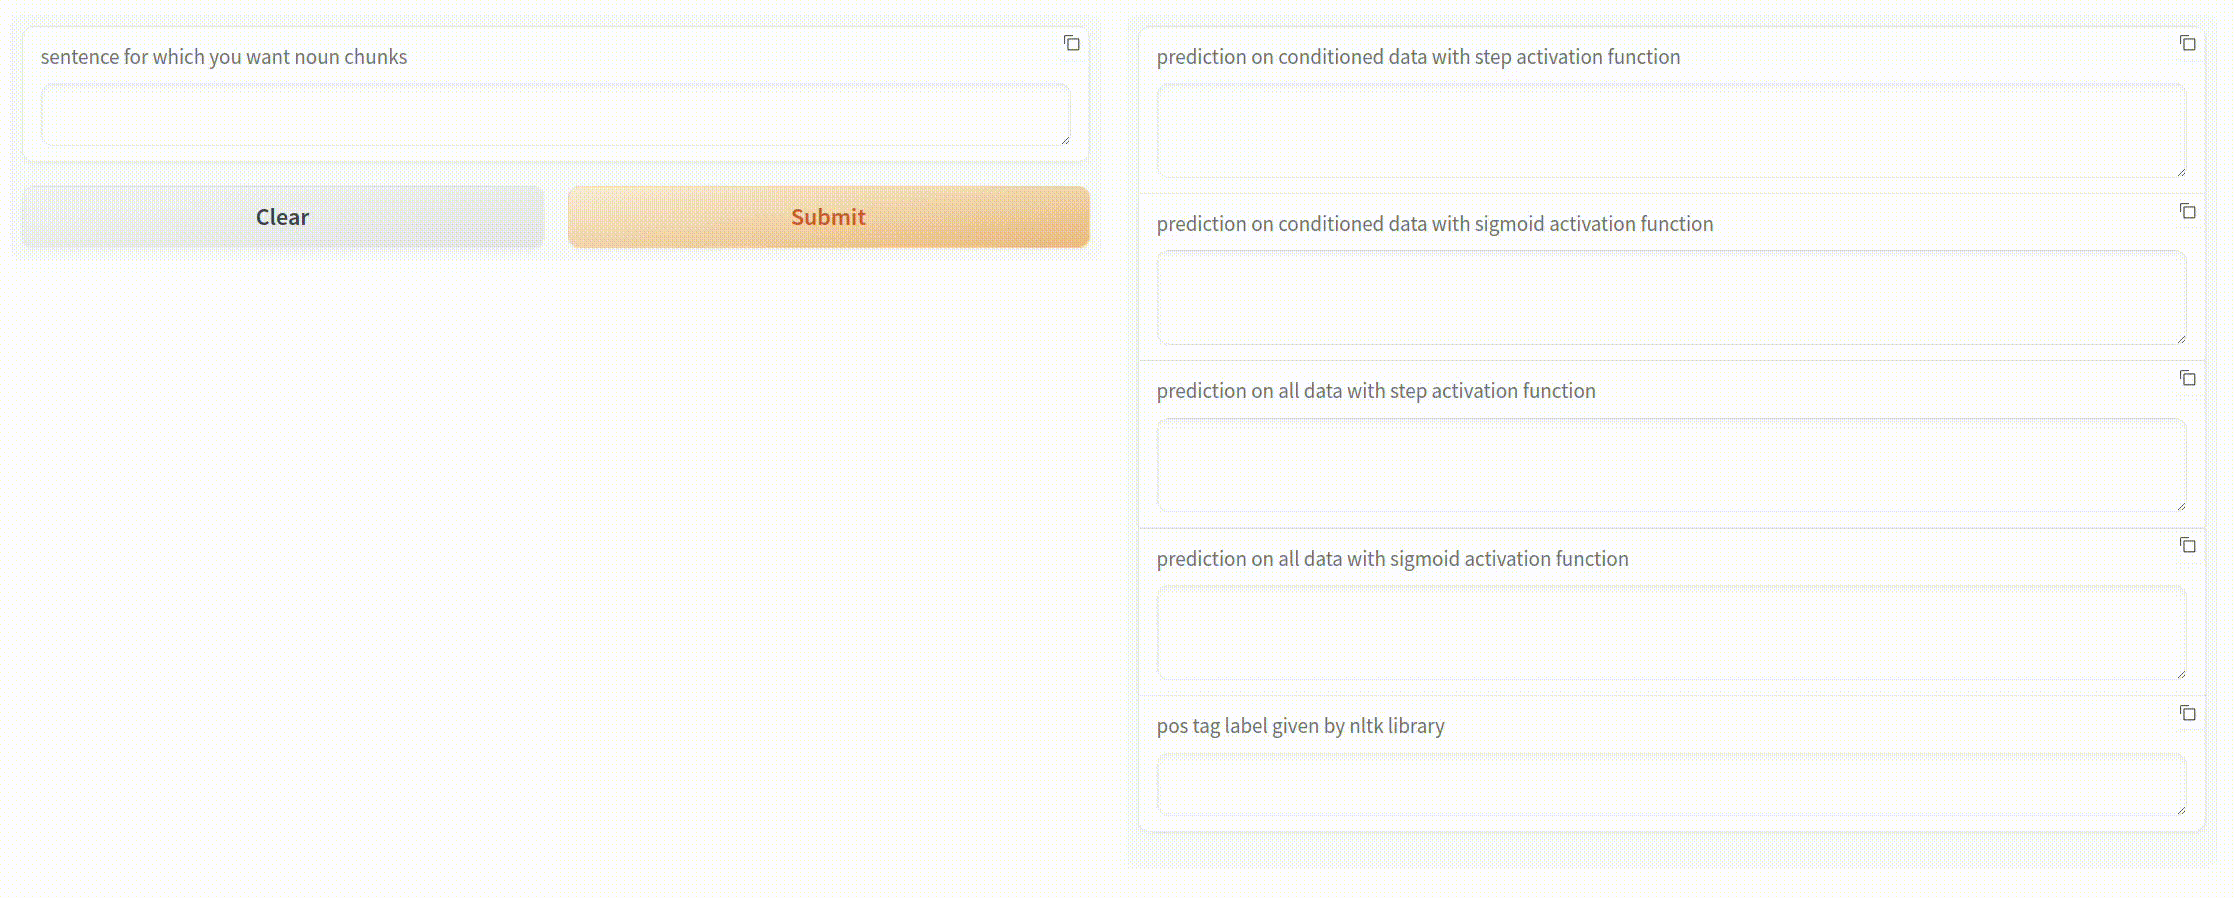 sentence for which you want noun chunks
Clear
Submit
prediction on conditioned data with step activation function
prediction on conditioned data with sigmoid activation function
prediction on all data with step activation function
prediction on all data with sigmoid activation function
pos tag label given by nltk library